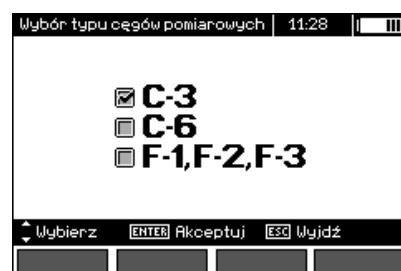 Wybór typu cęgów pomiarowych 11:28
C-3
C-6
F-1,F-2,F-3
Wybierz ENTER Akceptuj ESC Wyjdź